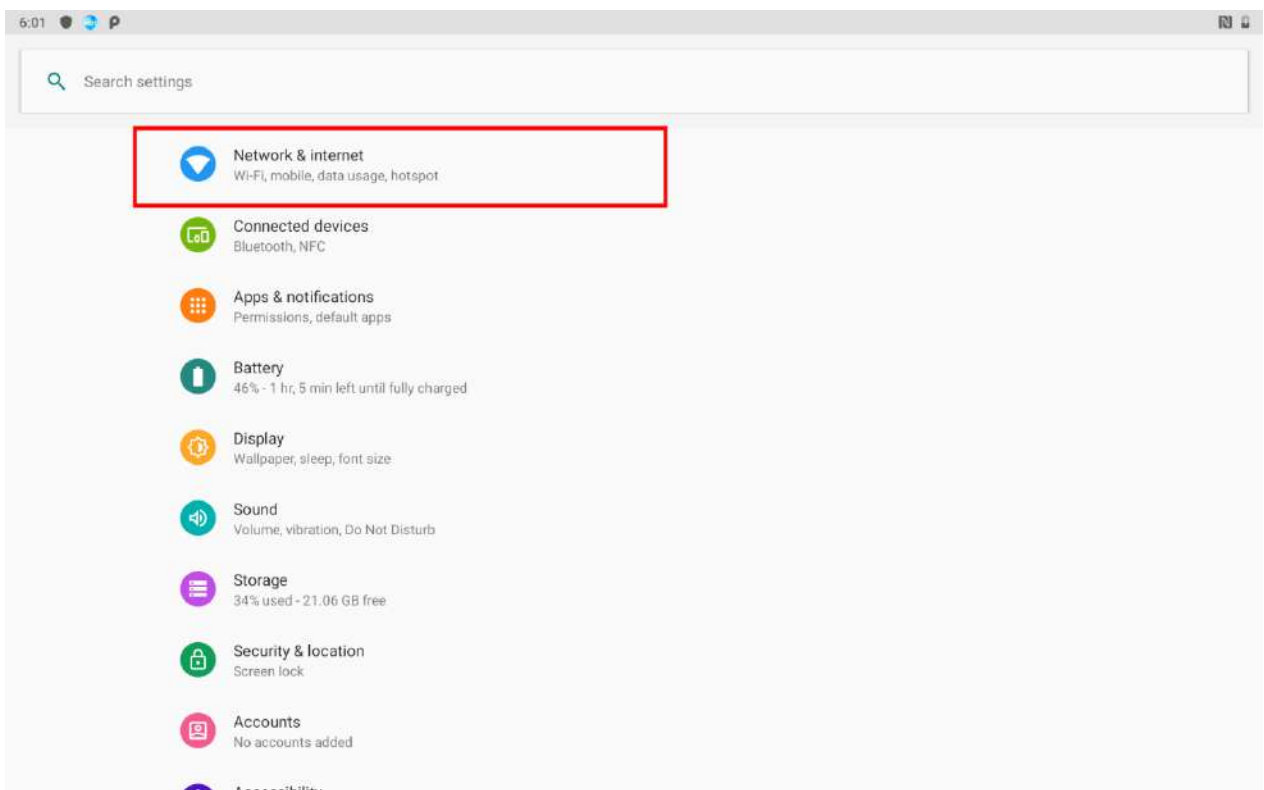 6:01
Search settings
Network & internet
Wi-Fi, mobile, data usage, hotspot
Connected devices
Bluetooth, NFC
Apps & notifications
Permissions, default apps
Battery
46% - 1 hr, 5 min left until fully charged
Display
Wallpaper, sleep, font size
Sound
Volume, vibration, Do Not Disturb
Storage
34% used - 21.06 GB free
Security & location
Screen lock
Accounts
No accounts added
Accessibility